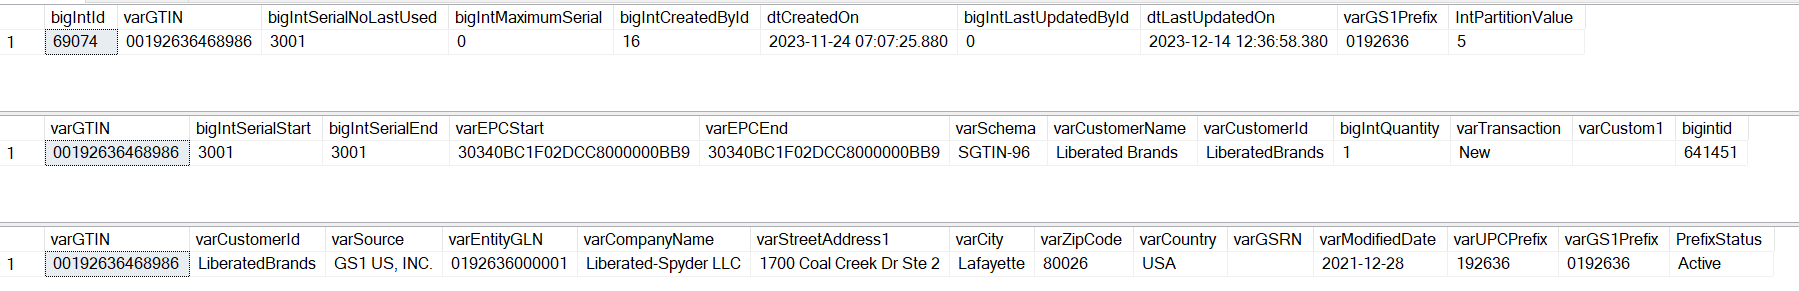 bigIntId varGTIN bigIntSerialNoLastUsed bigIntMaximumSerial bigIntCreatedById dtCreatedOn bigIntLastUpdatedById dtLastUpdatedOn varGS1Prefix IntPartitionValue
1 69074 00192636468986 3001 0 16 2023-11-24 07:07:25.880 0 2023-12-14 12:36:58.380 0192636 5
varGTIN bigIntSerialStart bigIntSerialEnd varEPCStart varEPCEnd varSchema varCustomerName varCustomerId bigIntQuantity varTransaction varCustom1 bigintid
1 00192636468986 3001 3001 30340BC1F02DCC8000000BB9 30340BC1F02DCC8000000BB9 SGTIN-96 Liberated Brands LiberatedBrands 1 New 641451
varGTIN varCustomerId varSource varEntityGLN varCompanyName varStreetAddress1 varCity varZipCode varCountry varGSRN varModifiedDate varUPCPrefix varGS1Prefix PrefixStatus
1 00192636468986 LiberatedBrands GS1 US, INC. 0192636000001 Liberated-Spyder LLC 1700 Coal Creek Dr Ste 2 Lafayette 80026 USA 2021-12-28 192636 0192636 Active